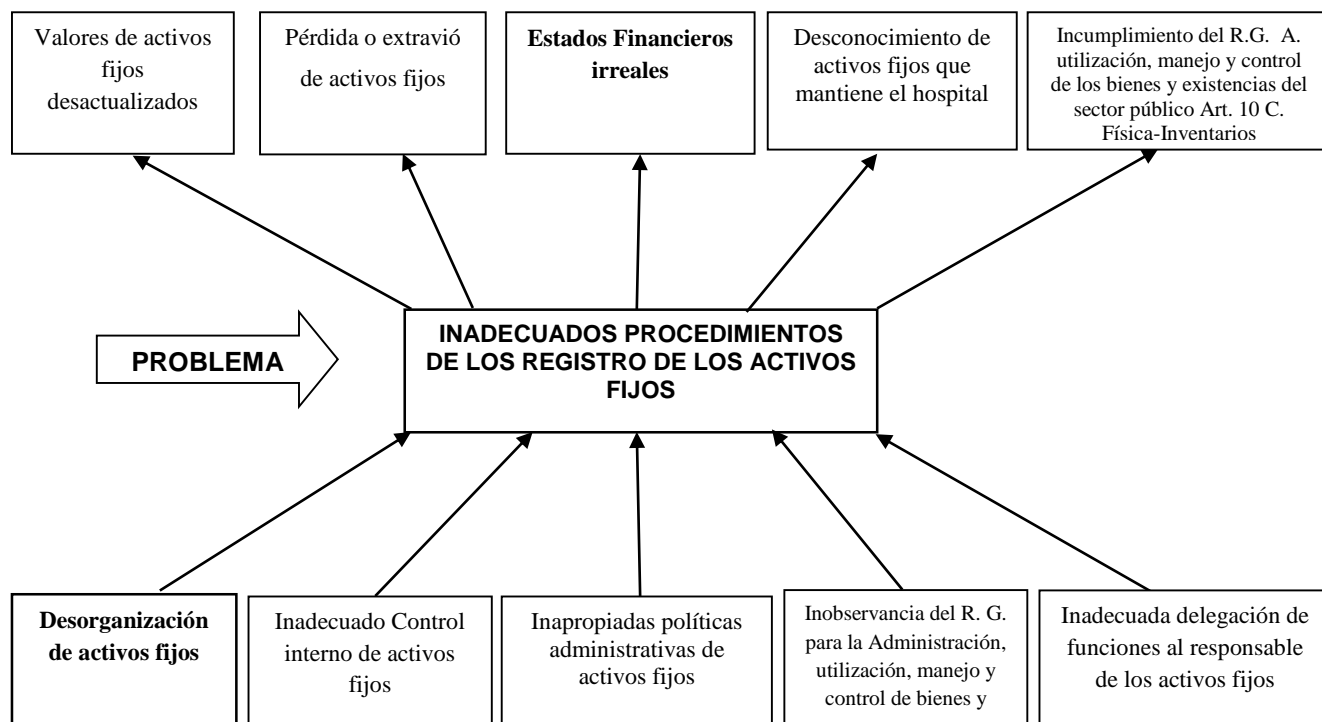 Valores de activos
fijos
desactualizados
Pérdida o extravió
de activos fijos
Estados Financieros
irreales
Desconocimiento de
activos fijos que
mantiene el hospital
Incumplimiento del R.G. A.
utilización, manejo y control
de los bienes y existencias del
sector público Art. 10 C.
Física-Inventarios
PROBLEMA
INADECUADOS PROCEDIMIENTOS
DE LOS REGISTRO DE LOS ACTIVOS
FIJOS
Desorganización
de activos fijos
Inadecuado Control
interno de activos
fijos
Inapropiadas políticas
administrativas de
activos fijos
Inobservancia del R. G.
para la Administración,
utilización, manejo y
control de bienes y
Inadecuada delegación de
funciones al responsable
de los activos fijos